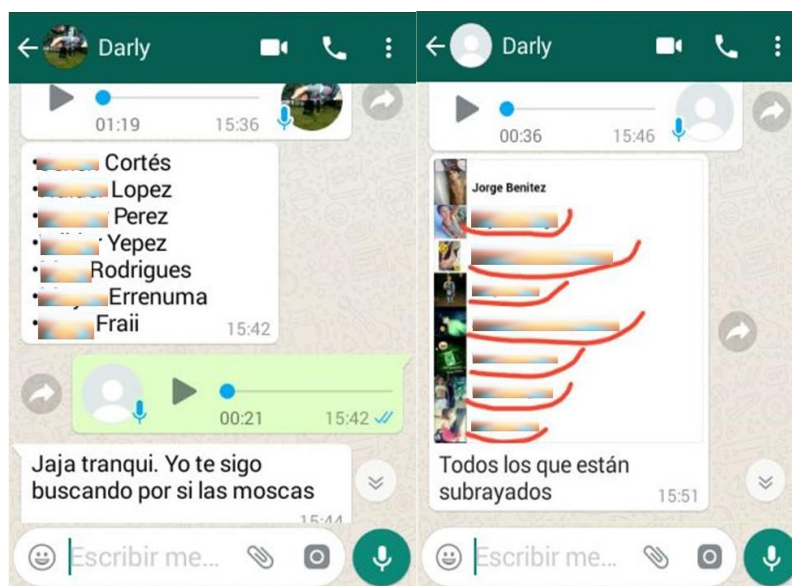 Darly
01:19 15:36
• Cortés
• Lopez
• Perez
• Yepez
• Rodrigues
• Errenuma
• Fraii
15:42
00:21 15:42
Jaja tranqui. Yo te sigo
buscando por si las moscas
15:44
Escribir me...
Darly
00:36 15:46
Jorge Benitez
Todos los que están
subrayados
15:51
Escribir me...